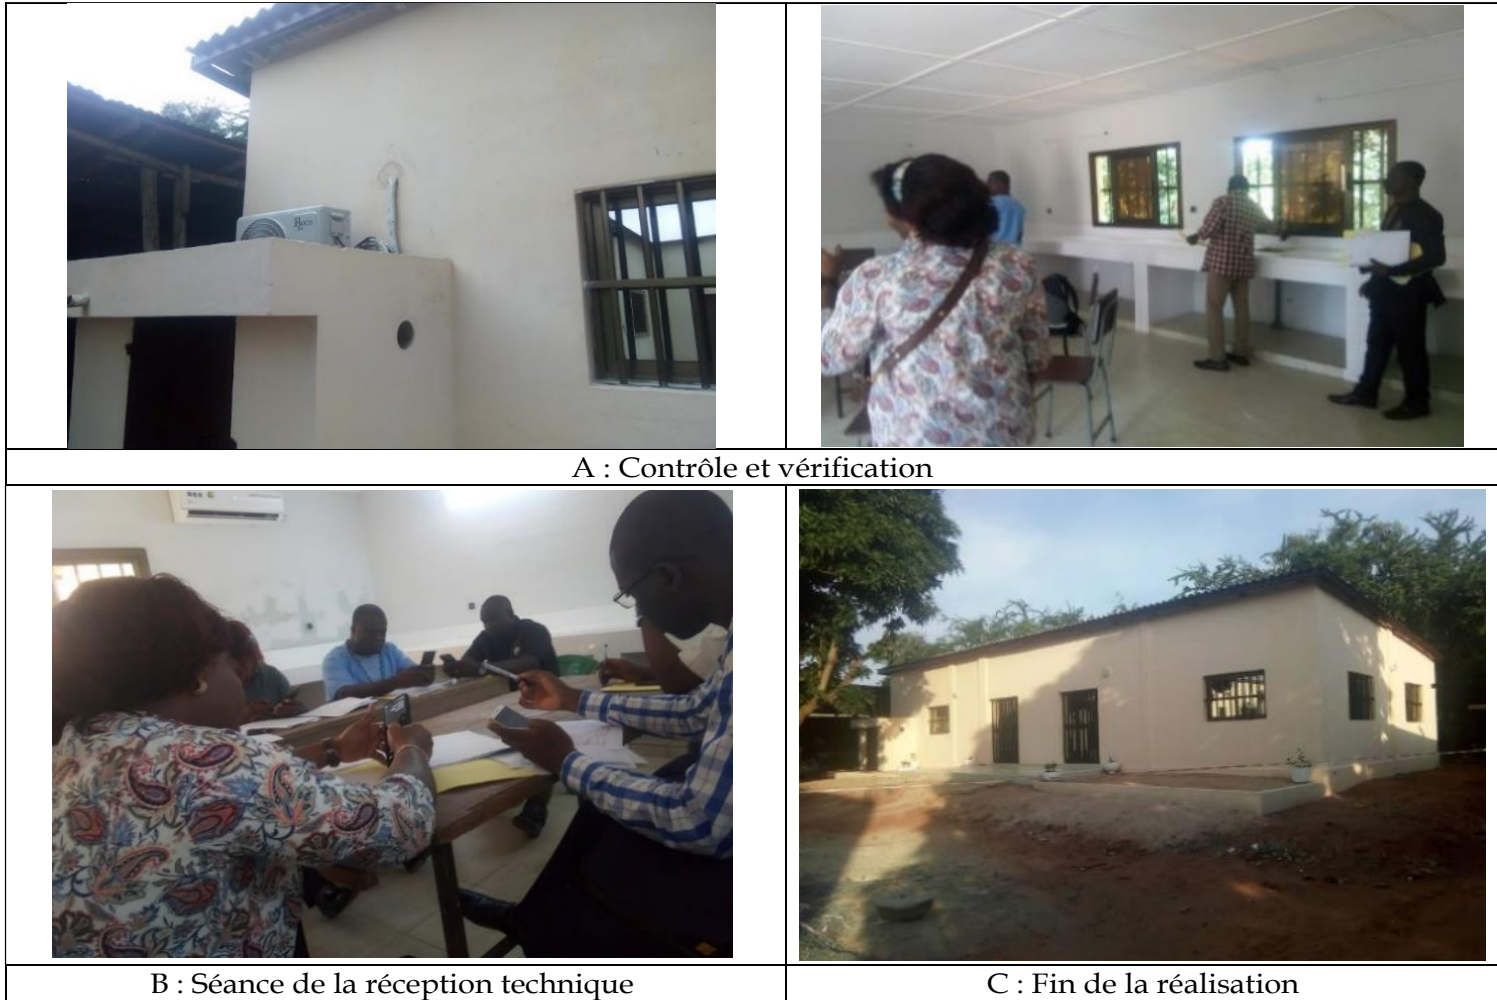 A : Contrôle et vérification
B : Séance de la réception technique
C : Fin de la réalisation